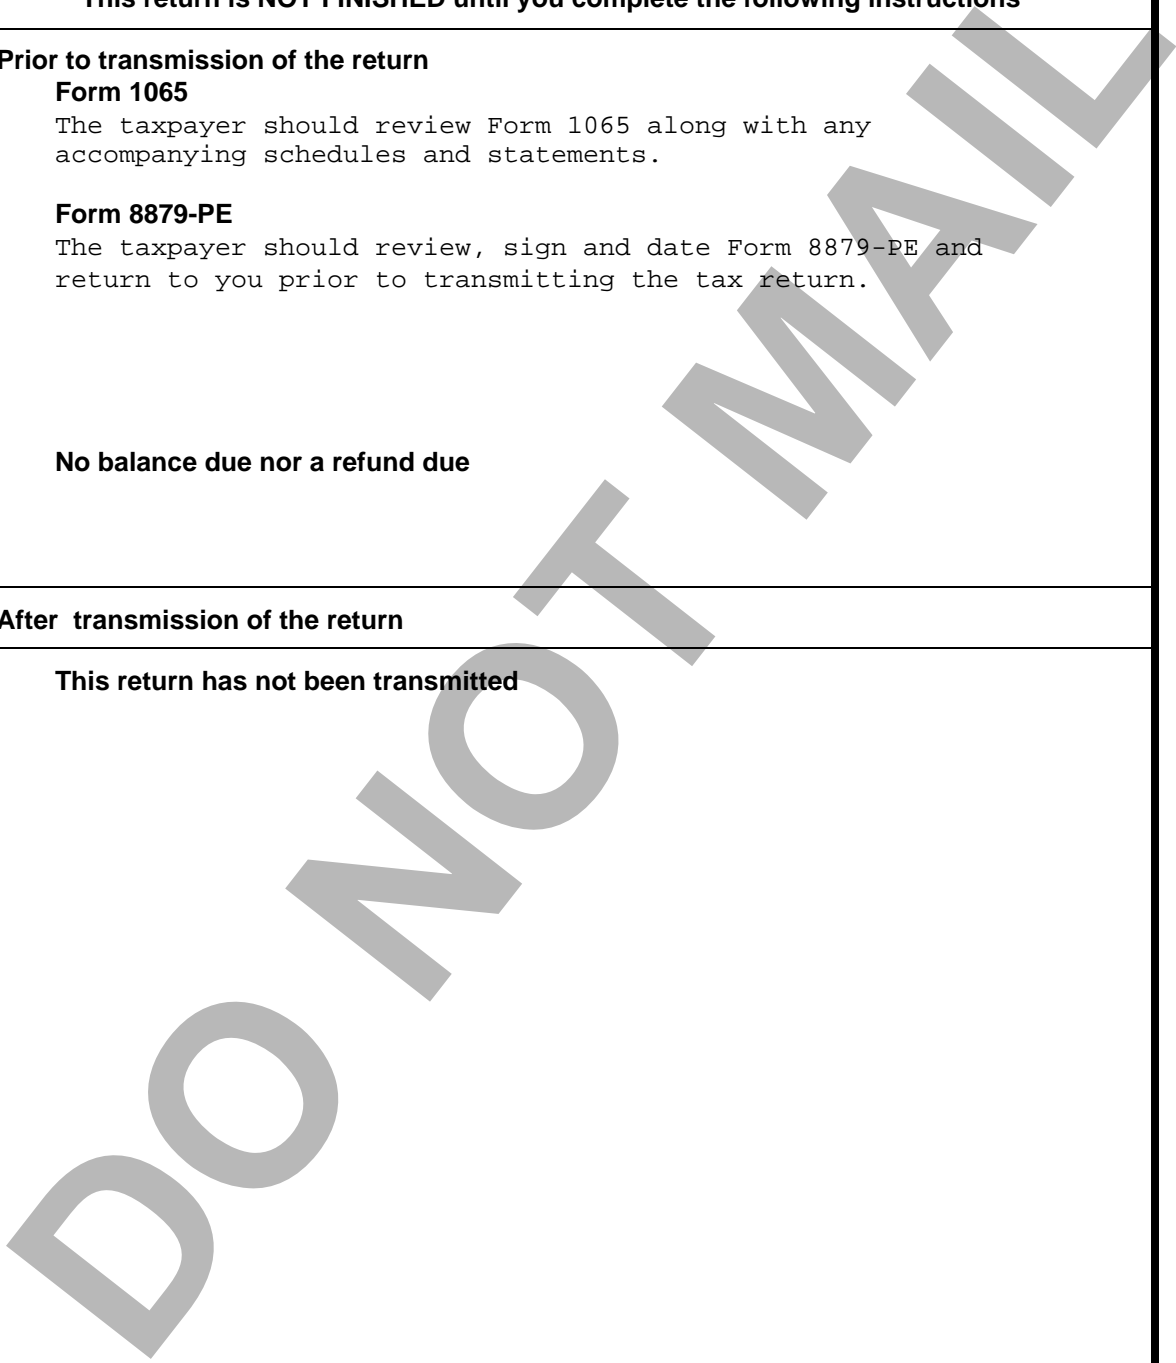 This return is NOT FINISHED until you complete the following instructions
Prior to transmission of the return
Form 1065
The taxpayer should review Form 1065 along with any
accompanying schedules and statements.
Form 8879-PE
The taxpayer should review, sign and date Form 8879-PE and
return to you prior to transmitting the tax return.
No balance due nor a refund due
After transmission of the return
This return has not been transmitted
DO NOT MAIL